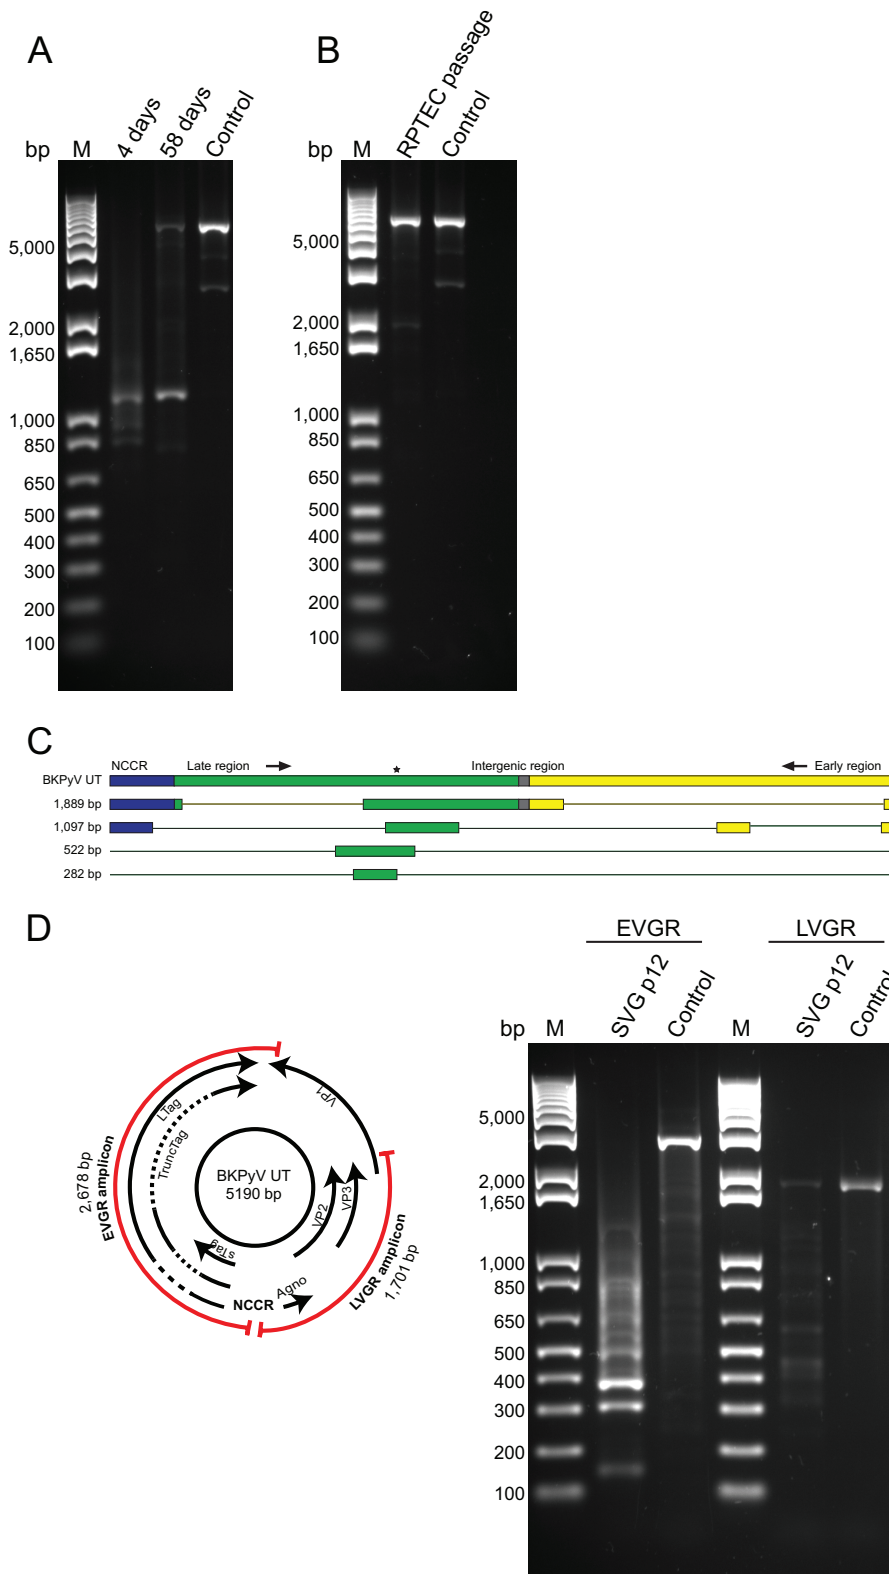 A
B
bp M 4 days 58 days Control
bp M RPTEC passage Control
5,000
2,000
1,650
1,000
850
650
500
400
300
200
100
5,000
2,000
1,650
1,000
850
650
500
400
300
200
100
C
NCCR Late region ★ Intergenic region Early region
BKPyV UT
1,889 bp
1,097 bp
522 bp
282 bp
D
EVGR LVGR
bp M SVG p12 Control M SVG p12 Control
5,000
2,000
1,650
1,000
850
650
500
400
300
200
100
LTag
TruncTag
sTag
VP1
VP2
VP3
Agno
NCCR
BKPyV UT
5190 bp
EVGR amplicon
2,678 bp
LVGR amplicon
1,701 bp